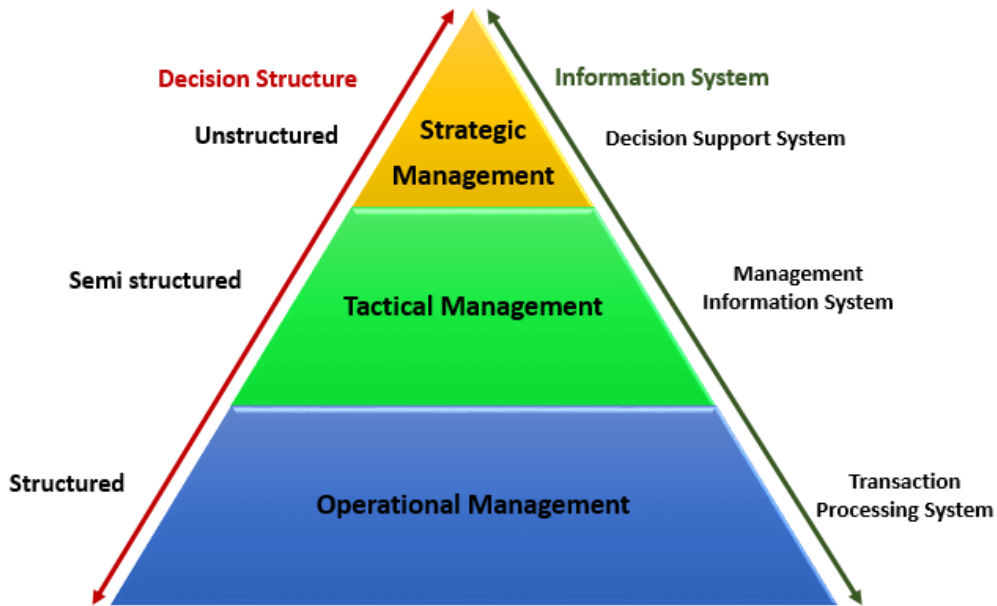 Decision Structure
Information System
Unstructured
Strategic
Management
Decision Support System
Semi structured
Tactical Management
Management
Information System
Structured
Operational Management
Transaction
Processing System